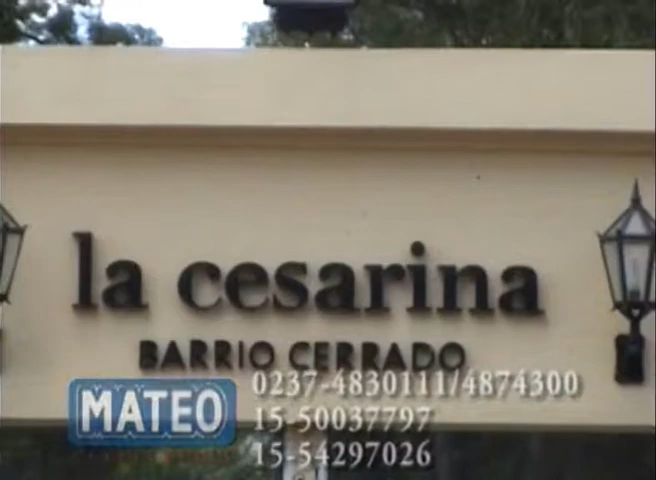 la cesarina
BARRIO CERRADO
MATEO
0237-4830111/4874300
15-50037797
15-54297026